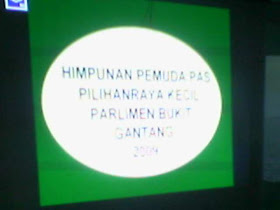 HIMPUNAN PEMUDA PAS
PILIHANRAYA KECIL
PARLIMEN BUKIT
GANTANG
2009